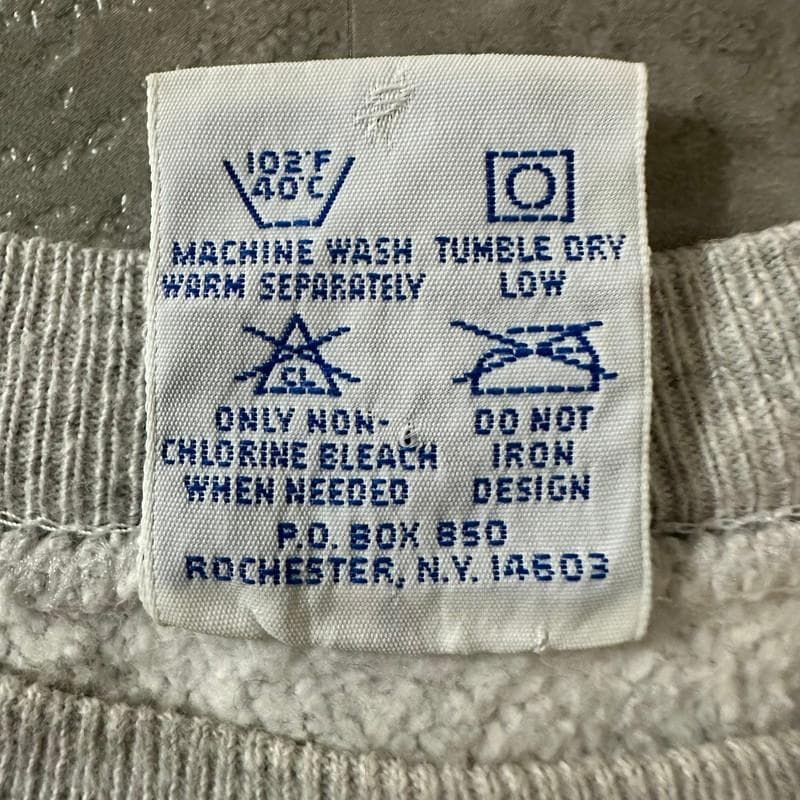 102°F
40°C
MACHINE WASH
WARM SEPARATELY
TUMBLE DRY
LOW
CL
ONLY NON-
CHLORINE BLEACH
WHEN NEEDED
DO NOT
IRON
DESIGN
P.O. BOX 850
ROCHESTER, N.Y. 14603